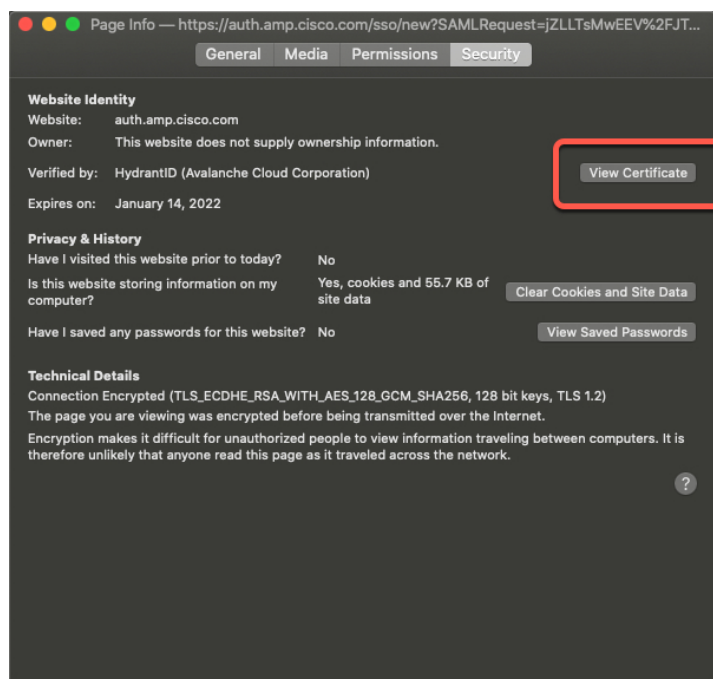 Page Info — https://auth.amp.cisco.com/sso/new?SAMLRequest=jZLLTsMwEEV%2FJT...
General Media Permissions Security
Website Identity
Website: auth.amp.cisco.com
Owner: This website does not supply ownership information.
Verified by: HydrantID (Avalanche Cloud Corporation) View Certificate
Expires on: January 14, 2022
Privacy & History
Have I visited this website prior to today? No
Is this website storing information on my
computer?
Yes, cookies and 55.7 KB of
site data
Clear Cookies and Site Data
Have I saved any passwords for this website? No View Saved Passwords
Technical Details
Connection Encrypted (TLS_ECDHE_RSA_WITH_AES_128_GCM_SHA256, 128 bit keys, TLS 1.2)
The page you are viewing was encrypted before being transmitted over the Internet.
Encryption makes it difficult for unauthorized people to view information traveling between computers. It is
therefore unlikely that anyone read this page as it traveled across the network.
?